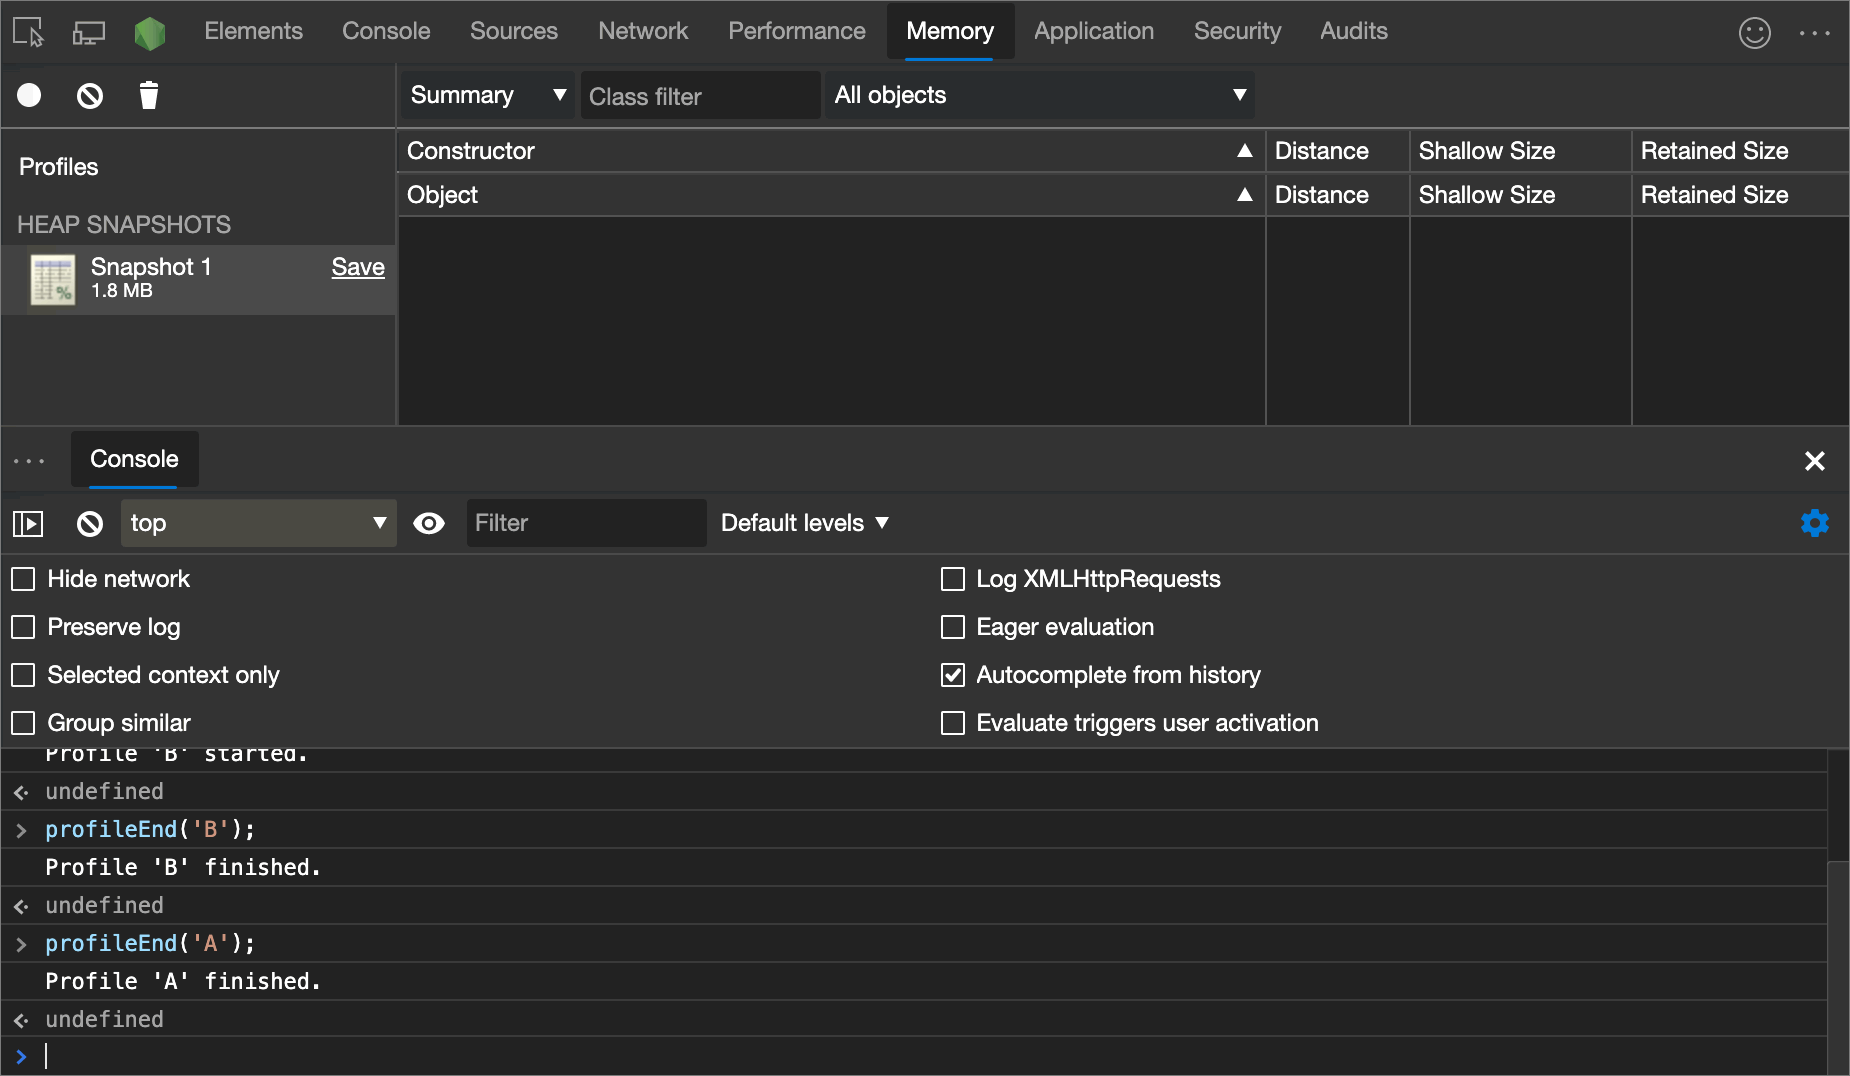 Elements Console Sources Network Performance Memory Application Security Audits
Summary Class filter All objects
Profiles
HEAP SNAPSHOTS
Snapshot 1 Save
1.8 MB
Constructor Distance Shallow Size Retained Size
Object Distance Shallow Size Retained Size
Console
top Filter Default levels
Hide network
Preserve log
Selected context only
Group similar
Log XMLHttpRequests
Eager evaluation
Autocomplete from history
Evaluate triggers user activation
Profile 'B' started.
undefined
profileEnd('B');
Profile 'B' finished.
undefined
profileEnd('A');
Profile 'A' finished.
undefined